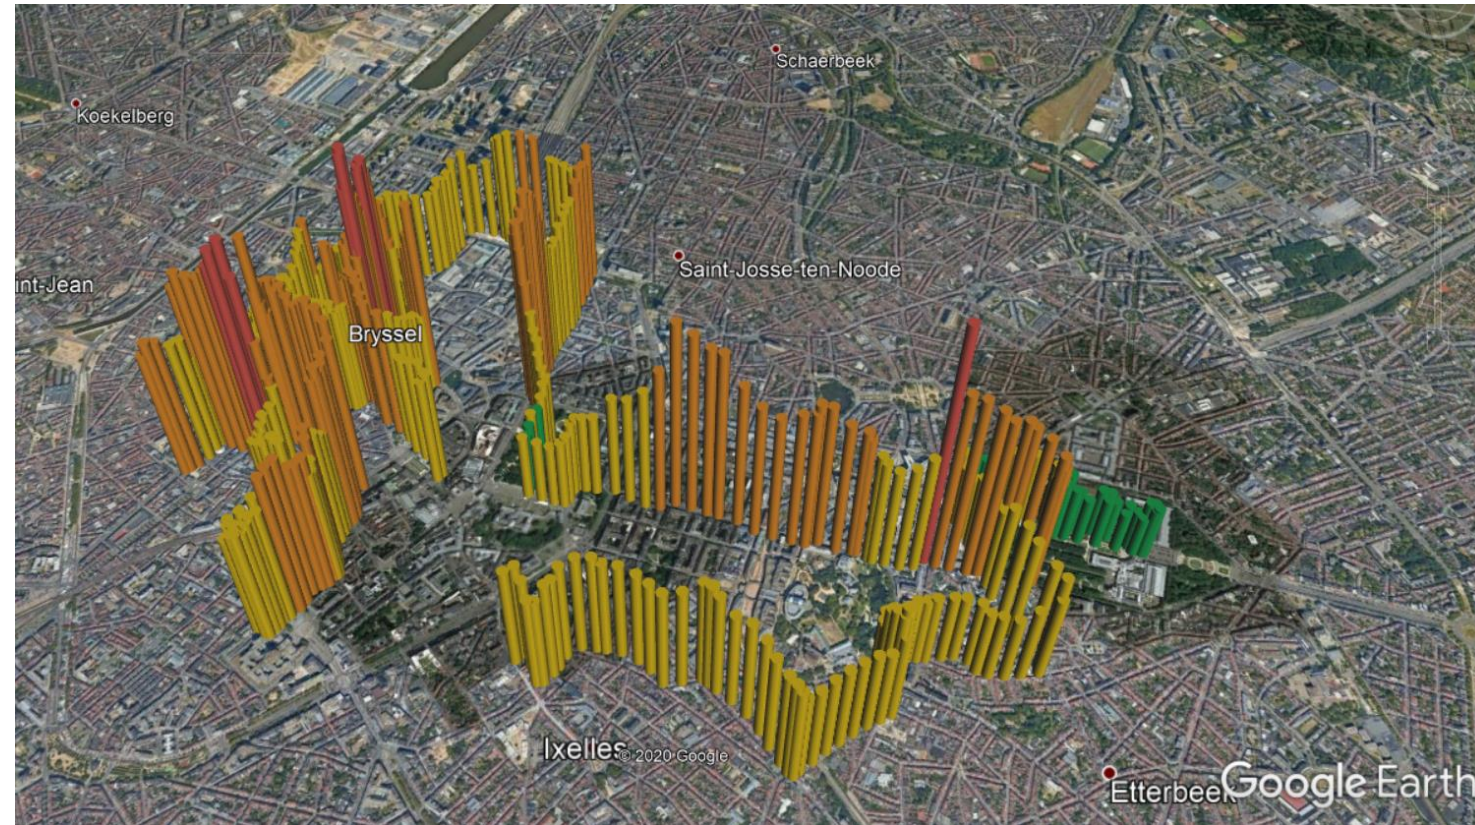 Schaerbeek
Koekelberg
Saint-Josse-ten-Noode
int-Jean
Bryssel
Ixelles
© 2020 Google
Etterbeek
Google Earth